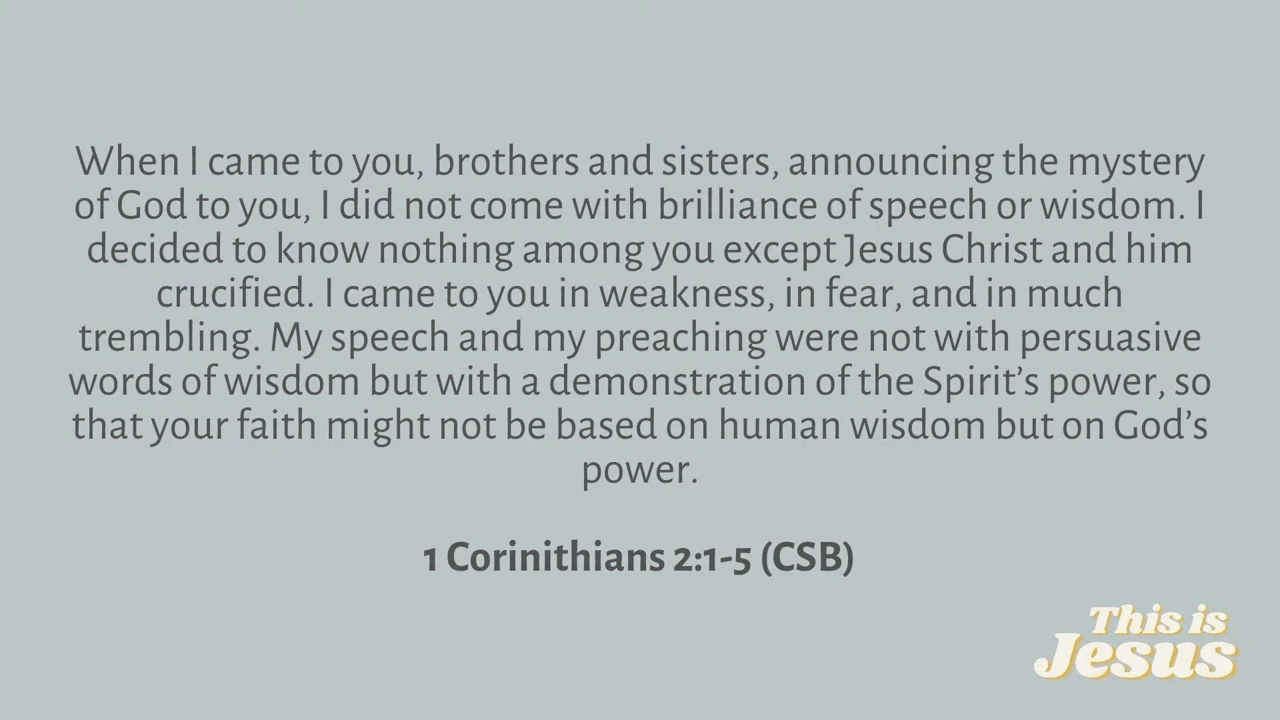 When I came to you, brothers and sisters, announcing the mystery
of God to you, I did not come with brilliance of speech or wisdom. I
decided to know nothing among you except Jesus Christ and him
crucified. I came to you in weakness, in fear, and in much
trembling. My speech and my preaching were not with persuasive
words of wisdom but with a demonstration of the Spirit’s power, so
that your faith might not be based on human wisdom but on God’s
power.
1 Corinithians 2:1-5 (CSB)
This is
Jesus